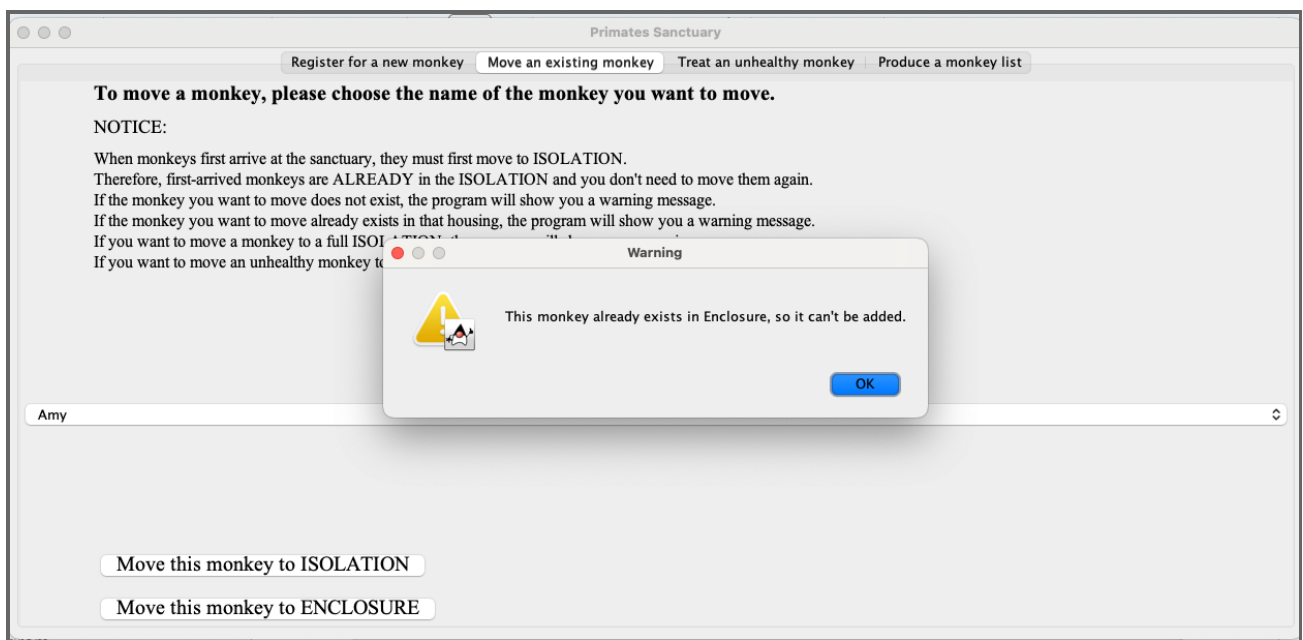 Primates Sanctuary
Register for a new monkey Move an existing monkey Treat an unhealthy monkey Produce a monkey list
To move a monkey, please choose the name of the monkey you want to move.
NOTICE:
When monkeys first arrive at the sanctuary, they must first move to ISOLATION.
Therefore, first-arrived monkeys are ALREADY in the ISOLATION and you don't need to move them again.
If the monkey you want to move does not exist, the program will show you a warning message.
If the monkey you want to move already exists in that housing, the program will show you a warning message.
If you want to move a monkey to a full
If you want to move an unhealthy monkey
Warning
This monkey already exists in Enclosure, so it can't be added.
OK
Amy
Move this monkey to ISOLATION
Move this monkey to ENCLOSURE